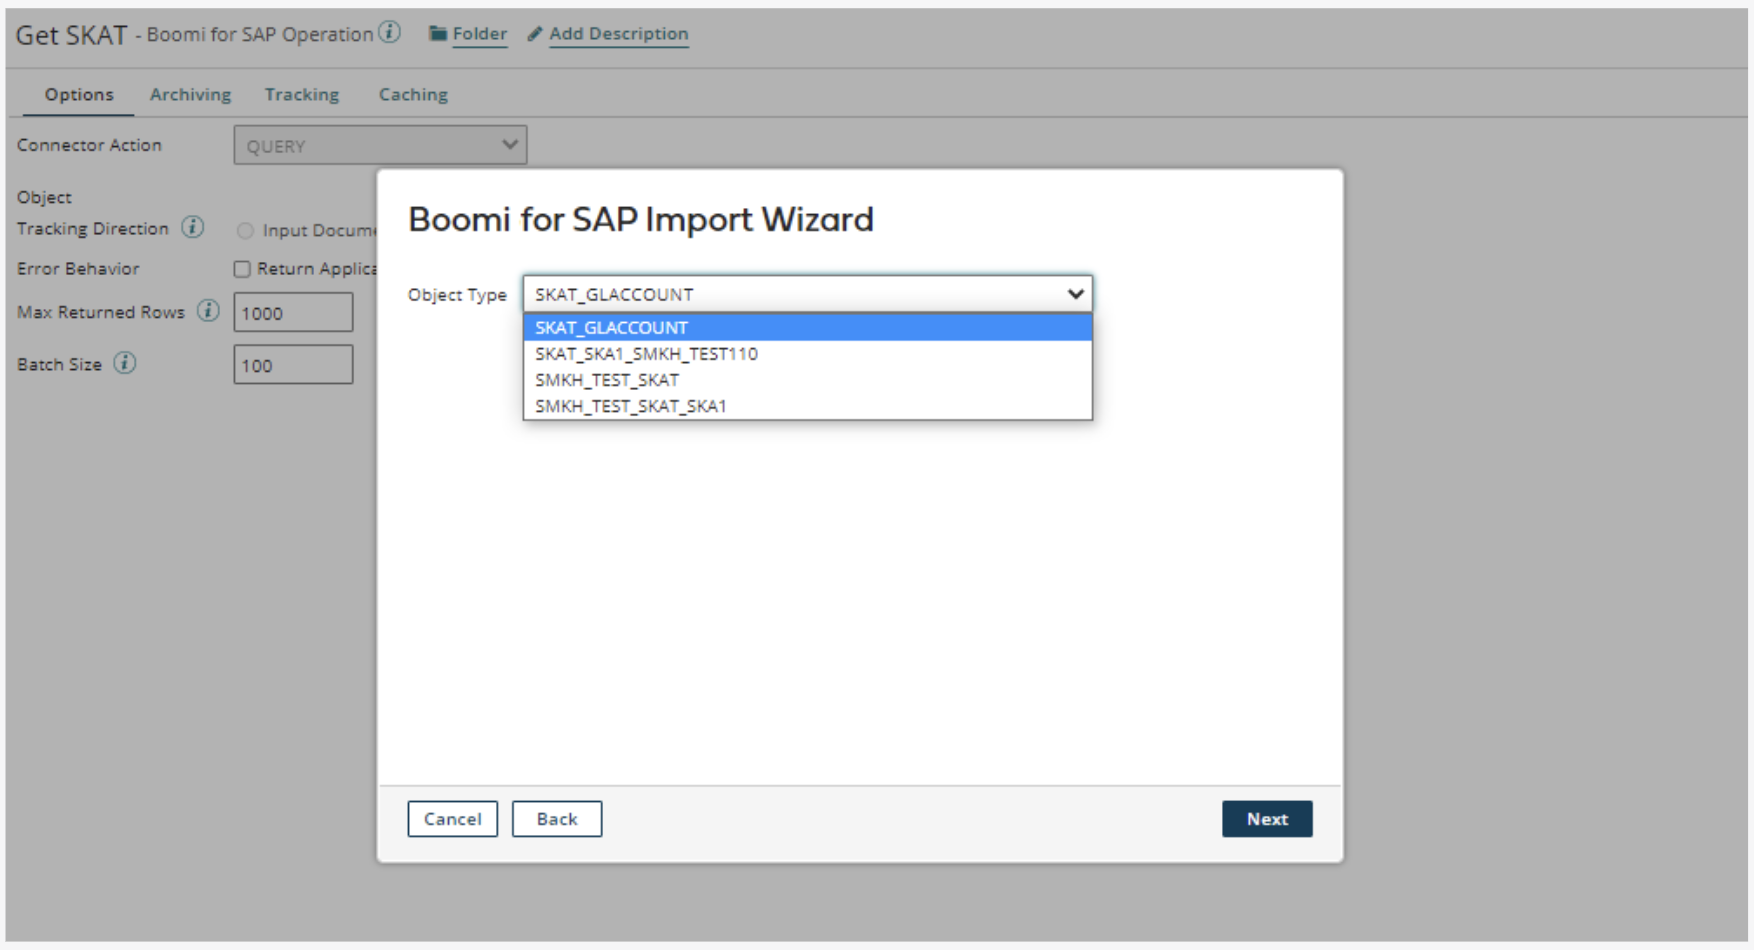 Get SKAT - Boomi for SAP Operation i Folder Add Description
Options Archiving Tracking Caching
Connector Action QUERY
Object
Tracking Direction i Input Docume
Error Behavior Return Applica
Max Returned Rows i 1000
Batch Size i 100
Boomi for SAP Import Wizard
Object Type SKAT_GLACCOUNT
SKAT_GLACCOUNT
SKAT_SKA1_SMKH_TEST110
SMKH_TEST_SKAT
SMKH_TEST_SKAT_SKA1
Cancel Back Next